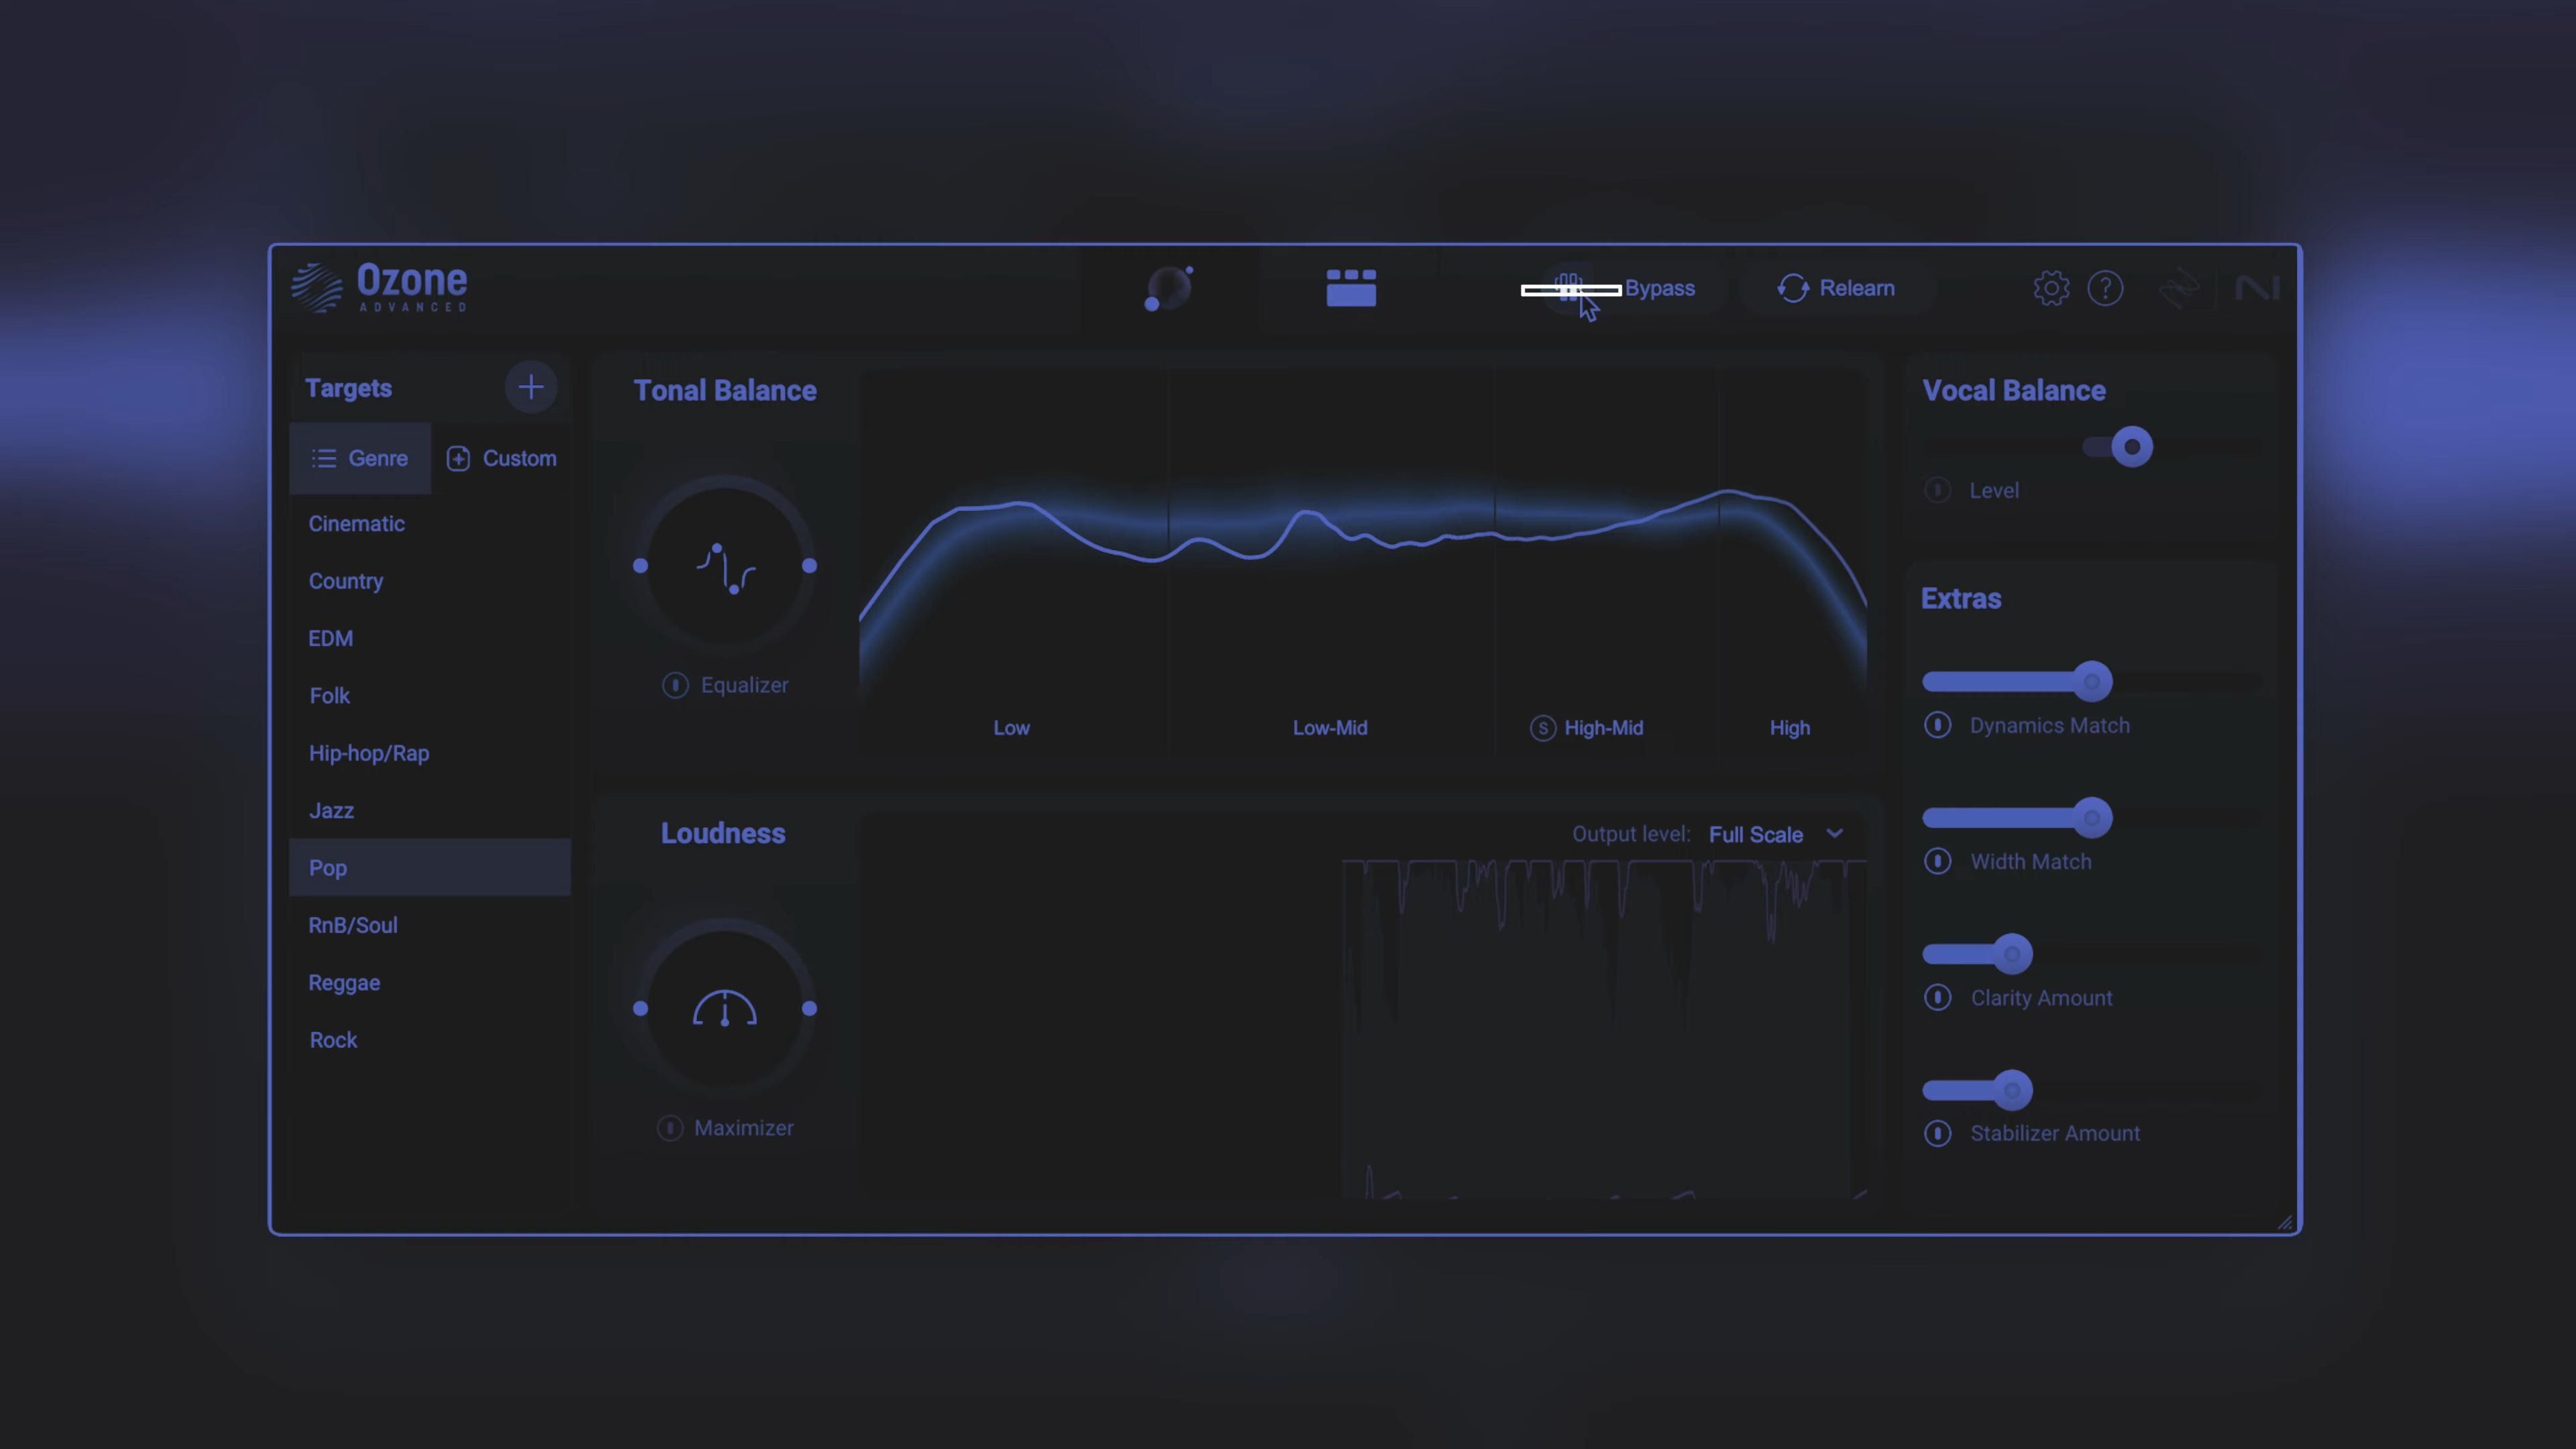 Ozone
ADVANCED
Bypass
Relearn
Targets
Genre
Custom
Cinematic
Country
EDM
Folk
Hip-hop/Rap
Jazz
Pop
RnB/Soul
Reggae
Rock
Tonal Balance
Equalizer
Low
Low-Mid
S High-Mid
High
Loudness
Output level: Full Scale
Maximizer
Vocal Balance
Level
Extras
Dynamics Match
Width Match
Clarity Amount
Stabilizer Amount